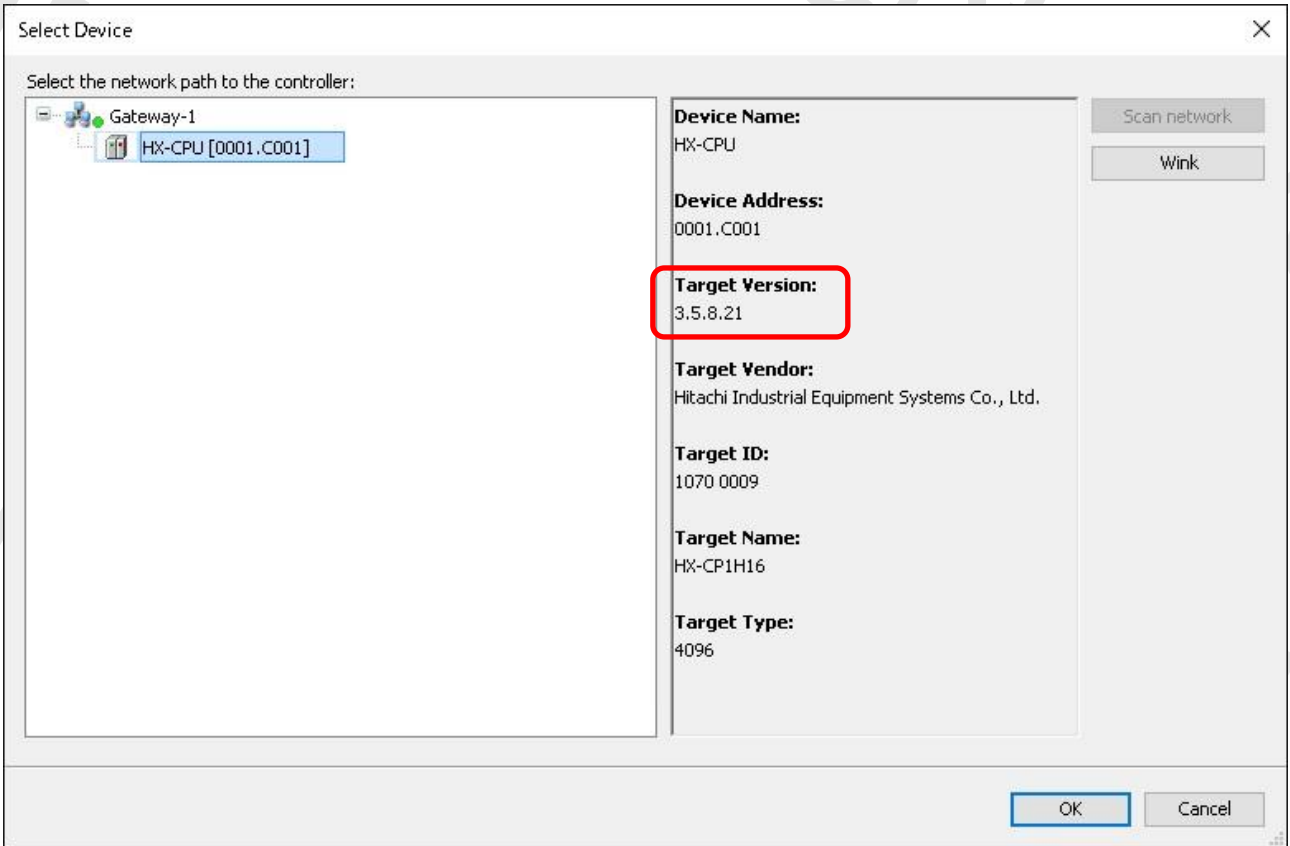 Select Device
Select the network path to the controller:
Gateway-1
HX-CPU [0001.C001]
Device Name:
HX-CPU
Device Address:
0001.C001
Target Version:
3.5.8.21
Target Vendor:
Hitachi Industrial Equipment Systems Co., Ltd.
Target ID:
1070 0009
Target Name:
HX-CP1H16
Target Type:
4096
Scan network
Wink
OK
Cancel